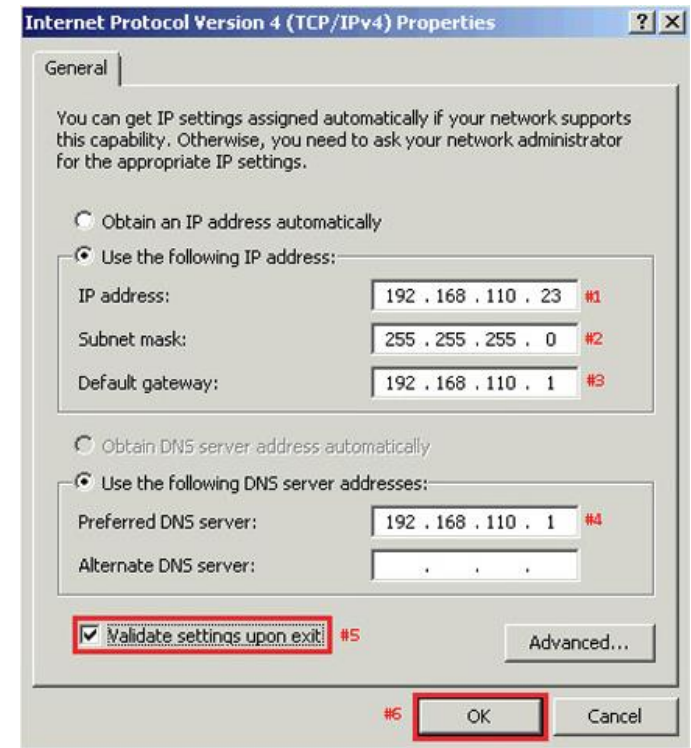 Internet Protocol Version 4 (TCP/IPv4) Properties
General
You can get IP settings assigned automatically if your network supports
this capability. Otherwise, you need to ask your network administrator
for the appropriate IP settings.
Obtain an IP address automatically
Use the following IP address:
IP address: 192 . 168 . 110 . 23 #1
Subnet mask: 255 . 255 . 255 . 0 #2
Default gateway: 192 . 168 . 110 . 1 #3
Obtain DNS server address automatically
Use the following DNS server addresses:
Preferred DNS server: 192 . 168 . 110 . 1 #4
Alternate DNS server: . . .
Validate settings upon exit #5
Advanced...
#6 OK Cancel